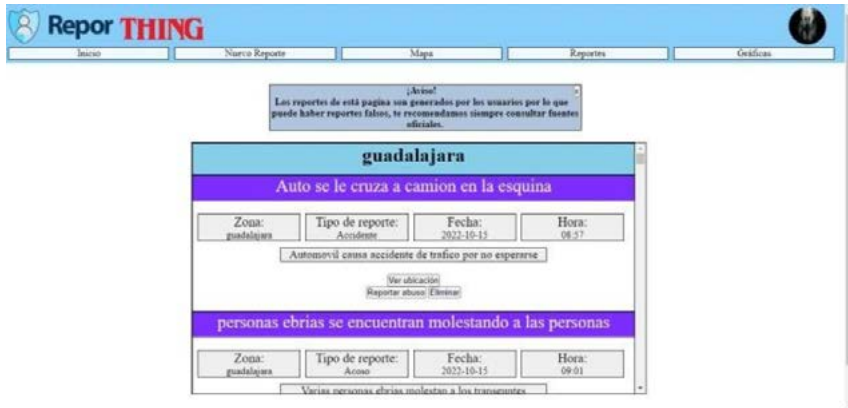 Repor THING
Inicio
Nuevo Reporte
Mapa
Reportes
Gráficas
¡Aviso!
x
Los reportes de está pagina son generados por los usuarios por lo que
puede haber reportes falsos, te recomendamos siempre consultar fuentes
oficiales.
guadalajara
Auto se le cruza a camion en la esquina
Zona:
guadalajara
Tipo de reporte:
Accidente
Fecha:
2022-10-15
Hora:
08:57
Automovil causa accidente de trafico por no esperarse
Ver ubicación
Reportar abuso Eliminar
personas ebrias se encuentran molestando a las personas
Zona:
guadalajara
Tipo de reporte:
Acoso
Fecha:
2022-10-15
Hora:
09:01
Varias personas ebrias molestan a los transeuntes